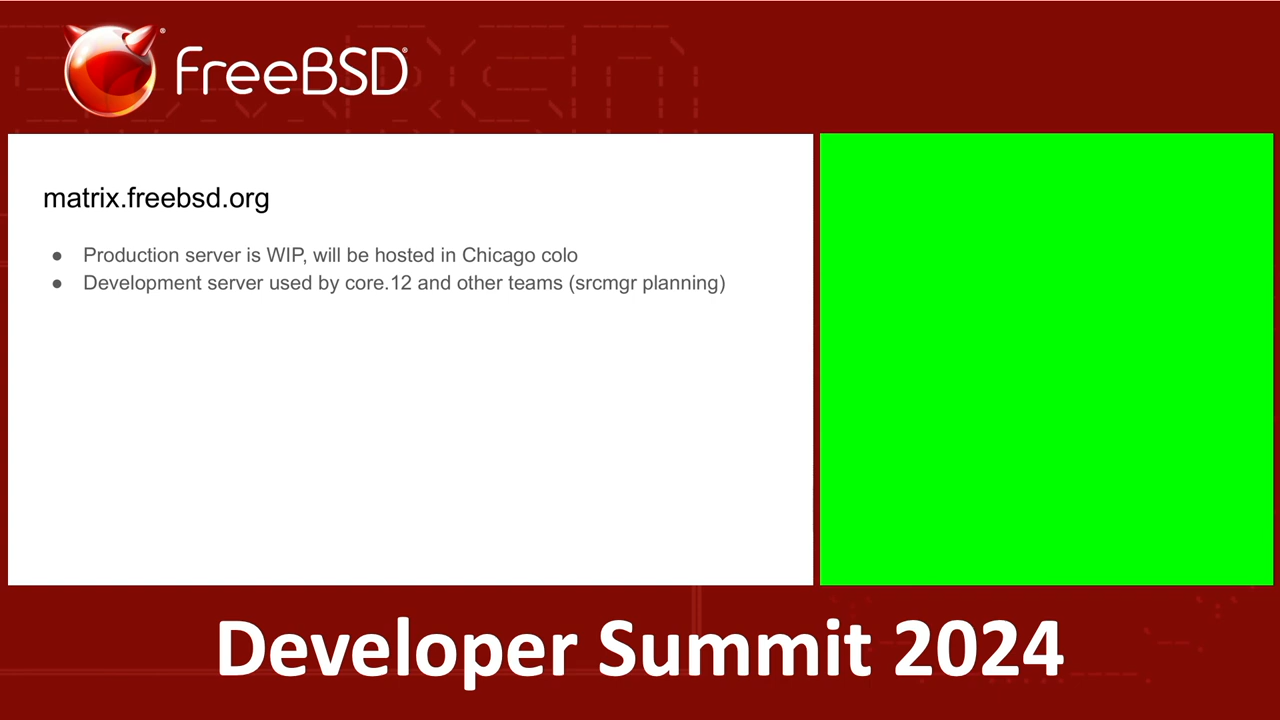 FreeBSD®
matrix.freebsd.org
● Production server is WIP, will be hosted in Chicago colo
● Development server used by core.12 and other teams (srcmgr planning)
Developer Summit 2024